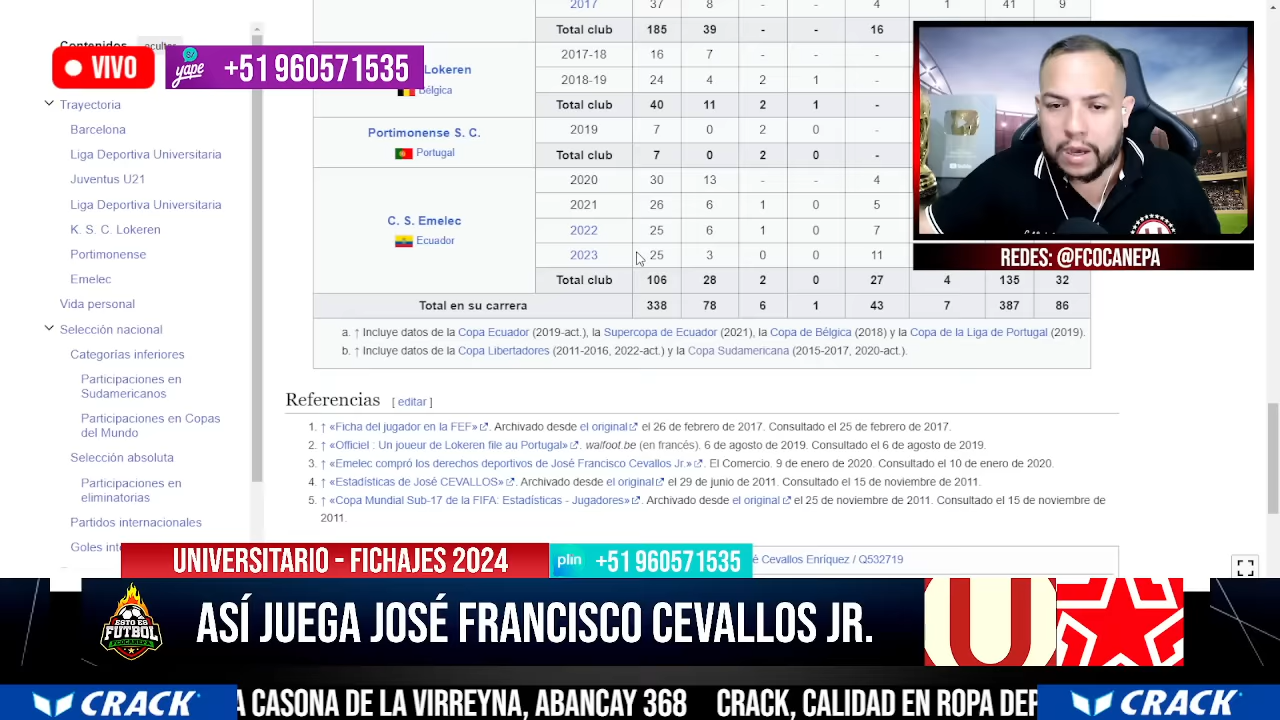 2017 37 8 - - 4 1 41 9
Contenidos ocultar
Total club 185 39 - - 16
VIVO
yape +51 960571535
Lokeren
Bélgica
2017-18 16 7 - - -
2018-19 24 4 2 1 -
Total club 40 11 2 1 -
Trayectoria
Barcelona
Liga Deportiva Universitaria
Juventus U21
Liga Deportiva Universitaria
K. S. C. Lokeren
Portimonense
Emelec
Vida personal
Selección nacional
Categorías inferiores
Participaciones en
Sudamericanos
Participaciones en Copas
del Mundo
Selección absoluta
Participaciones en
eliminatorias
Partidos internacionales
Goles int
Portimonense S. C.
Portugal
2019 7 0 2 0 -
Total club 7 0 2 0 -
C. S. Emelec
Ecuador
2020 30 13 - - 4
2021 26 6 1 0 5
2022 25 6 1 0 7
2023 25 3 0 0 11
Total club 106 28 2 0 27 4 135 32
Total en su carrera 338 78 6 1 43 7 387 86
a. ↑ Incluye datos de la Copa Ecuador (2019-act.), la Supercopa de Ecuador (2021), la Copa de Bélgica (2018) y la Copa de la Liga de Portugal (2019).
b. ↑ Incluye datos de la Copa Libertadores (2011-2016, 2022-act.) y la Copa Sudamericana (2015-2017, 2020-act.).
REDES: @FCOCANEPA
Referencias [ editar ]
1. ↑ «Ficha del jugador en la FEF». Archivado desde el original el 26 de febrero de 2017. Consultado el 25 de febrero de 2017.
2. ↑ «Officiel : Un joueur de Lokeren file au Portugal». walfoot.be (en francés). 6 de agosto de 2019. Consultado el 6 de agosto de 2019.
3. ↑ «Emelec compró los derechos deportivos de José Francisco Cevallos Jr.». El Comercio. 9 de enero de 2020. Consultado el 10 de enero de 2020.
4. ↑ «Estadísticas de José CEVALLOS». Archivado desde el original el 29 de junio de 2011. Consultado el 15 de noviembre de 2011.
5. ↑ «Copa Mundial Sub-17 de la FIFA: Estadísticas - Jugadores». Archivado desde el original el 25 de noviembre de 2011. Consultado el 15 de noviembre de
2011.
é Cevallos Enríquez / Q532719
UNIVERSITARIO - FICHAJES 2024
plin +51 960571535
ESTO ES
FUTBOL
FCOCANEPA
ASÍ JUEGA JOSÉ FRANCISCO CEVALLOS JR.
U
CRACK
A CASONA DE LA VIRREYNA, ABANCAY 368 CRACK, CALIDAD EN ROPA DEP
CRACK